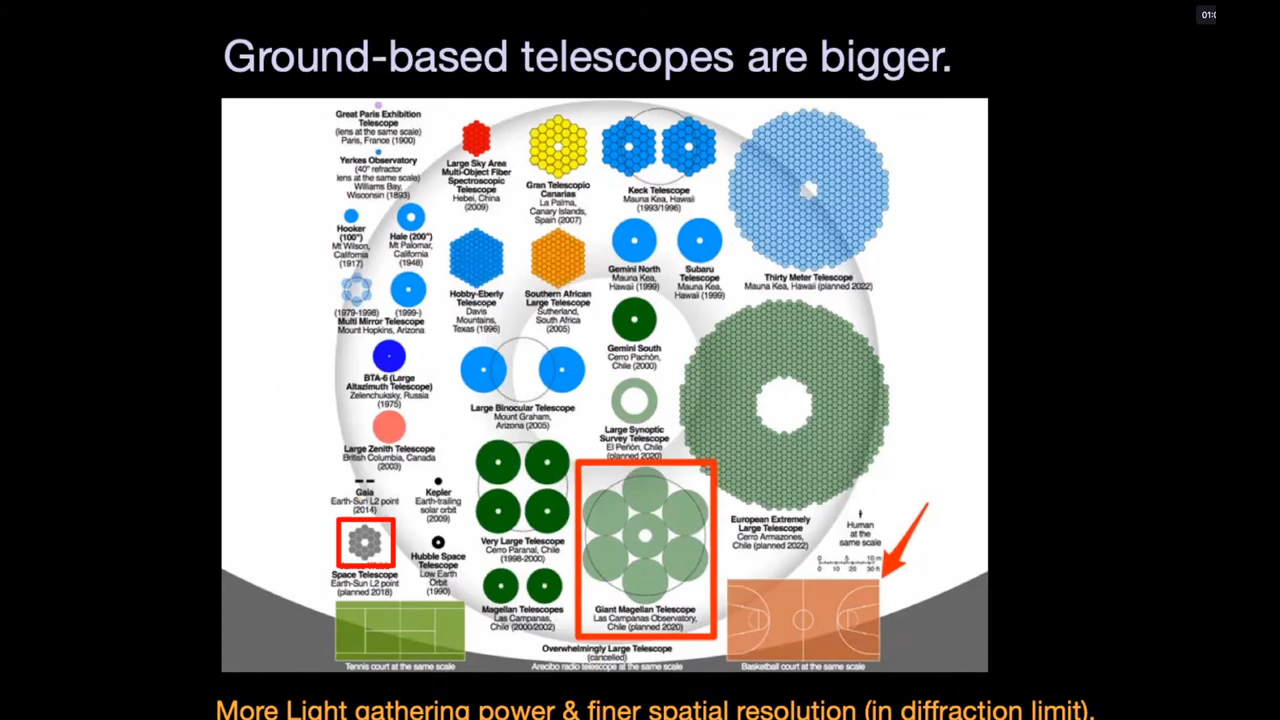 01:0
Ground-based telescopes are bigger.
Great Paris Exhibition
Telescope
(lens at the same scale)
Paris, France (1900)
Yerkes Observatory
(40" refractor
lens at the same scale)
Williams Bay,
Wisconsin (1893)
Hooker
(100")
Mt Wilson,
California
(1917)
Hale (200")
Mt Palomar,
California
(1948)
(1979-1998) (1999-)
Multi Mirror Telescope
Mount Hopkins, Arizona
BTA-6 (Large
Altazimuth Telescope)
Zelenchuksky, Russia
(1975)
Large Zenith Telescope
British Columbia, Canada
(2003)
Gaia
Earth-Sun L2 point
(2014)
Kepler
Earth-trailing
solar orbit
(2009)
Space Telescope
Earth-Sun L2 point
(planned 2018)
Hubble Space
Telescope
Low Earth
Orbit
(1990)
Large Sky Area
Multi-Object Fiber
Spectroscopic
Telescope
Hebei, China
(2009)
Gran Telescopio
Canarias
La Palma,
Canary Islands,
Spain (2007)
Keck Telescope
Mauna Kea, Hawaii
(1993/1996)
Hobby-Eberly
Telescope
Davis
Mountains,
Texas (1996)
Southern African
Large Telescope
Sutherland,
South Africa
(2005)
Gemini North
Mauna Kea,
Hawaii (1999)
Subaru
Telescope
Mauna Kea,
Hawaii (1999)
Gemini South
Cerro Pachón,
Chile (2000)
Large Binocular Telescope
Mount Graham,
Arizona (2005)
Large Synoptic
Survey Telescope
El Peñón, Chile
(planned 2020)
Very Large Telescope
Cerro Paranal, Chile
(1998-2000)
Magellan Telescopes
Las Campanas,
Chile (2000/2002)
Giant Magellan Telescope
Las Campanas Observatory,
Chile (planned 2020)
Thirty Meter Telescope
Mauna Kea, Hawaii (planned 2022)
European Extremely
Large Telescope
Cerro Armazones,
Chile (planned 2022)
Human
at the
same scale
0 5 10 m
0 10 20 30 ft
Overwhelmingly Large Telescope
(cancelled)
Tennis court at the same scale
Arecibo radio telescope at the same scale
Basketball court at the same scale
More Light gathering power & finer spatial resolution (in diffraction limit).